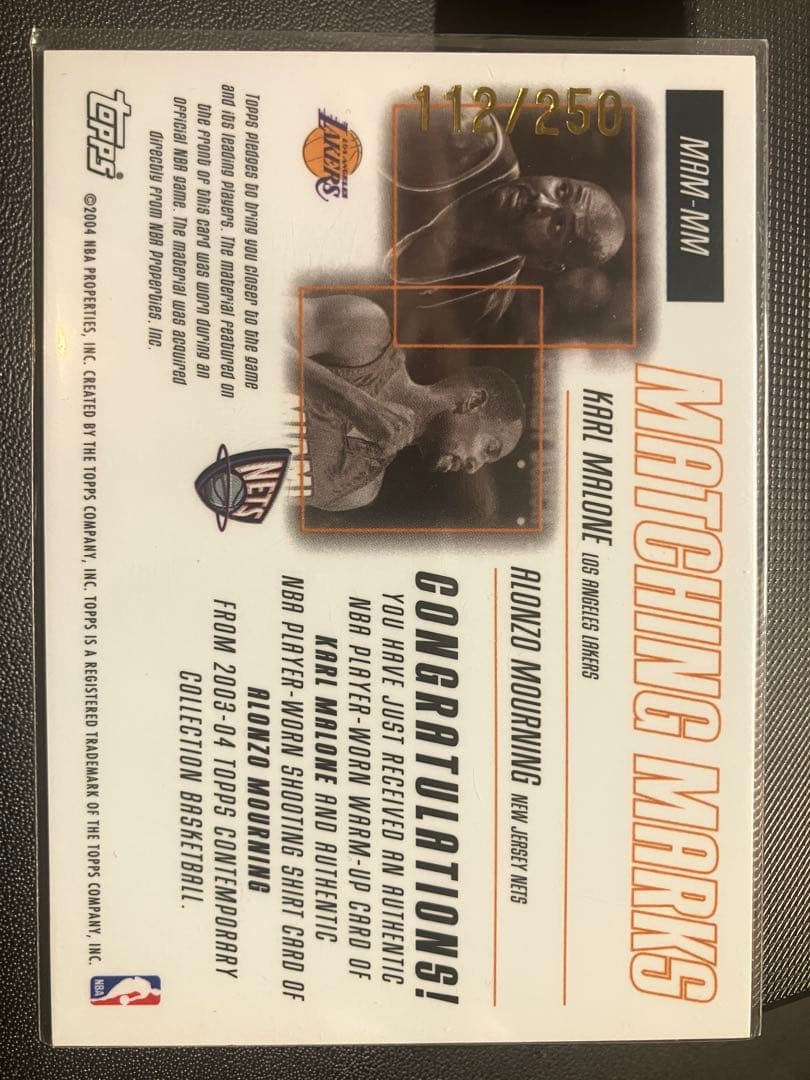 MAM-MM
112/250
MATCHING MARKS
KARL MALONE LOS ANGELES LAKERS
ALONZO MOURNING NEW JERSEY NETS
LOS ANGELES
LAKERS
NETS
CONGRATULATIONS!
YOU HAVE JUST RECEIVED AN AUTHENTIC
NBA PLAYER-WORN WARM-UP CARD OF
KARL MALONE AND AUTHENTIC
NBA PLAYER-WORN SHOOTING SHIRT CARD OF
ALONZO MOURNING
FROM 2003-04 TOPPS CONTEMPORARY
COLLECTION BASKETBALL.
Topps pledges to bring you closer to the game
and its leading players. The material featured on
the front of this card was worn during an
official NBA game. The material was acquired
directly from NBA Properties, Inc.
topps®
©2004 NBA PROPERTIES, INC. CREATED BY THE TOPPS COMPANY, INC. TOPPS IS A REGISTERED TRADEMARK OF THE TOPPS COMPANY, INC.
NBA